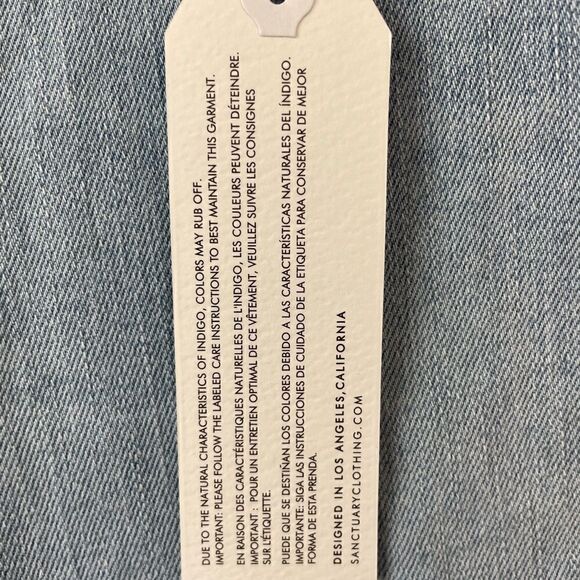 DUE TO THE NATURAL CHARACTERISTICS OF INDIGO, COLORS MAY RUB OFF.
IMPORTANT: PLEASE FOLLOW THE LABELED CARE INSTRUCTIONS TO BEST MAINTAIN THIS GARMENT.
EN RAISON DES CARACTÉRISTIQUES NATURELLES DE L'INDIGO, LES COULEURS PEUVENT DÉTEINDRE.
IMPORTANT : POUR UN ENTRETIEN OPTIMAL DE CE VÊTEMENT, VEUILLEZ SUIVRE LES CONSIGNES
SUR L'ÉTIQUETTE.
PUEDE QUE SE DESTIÑAN LOS COLORES DEBIDO A LAS CARACTERÍSTICAS NATURALES DEL ÍNDIGO.
IMPORTANTE: SIGA LAS INSTRUCCIONES DE CUIDADO DE LA ETIQUETA PARA CONSERVAR DE MEJOR
FORMA DE ESTA PRENDA.
DESIGNED IN LOS ANGELES, CALIFORNIA
SANCTUARYCLOTHING.COM